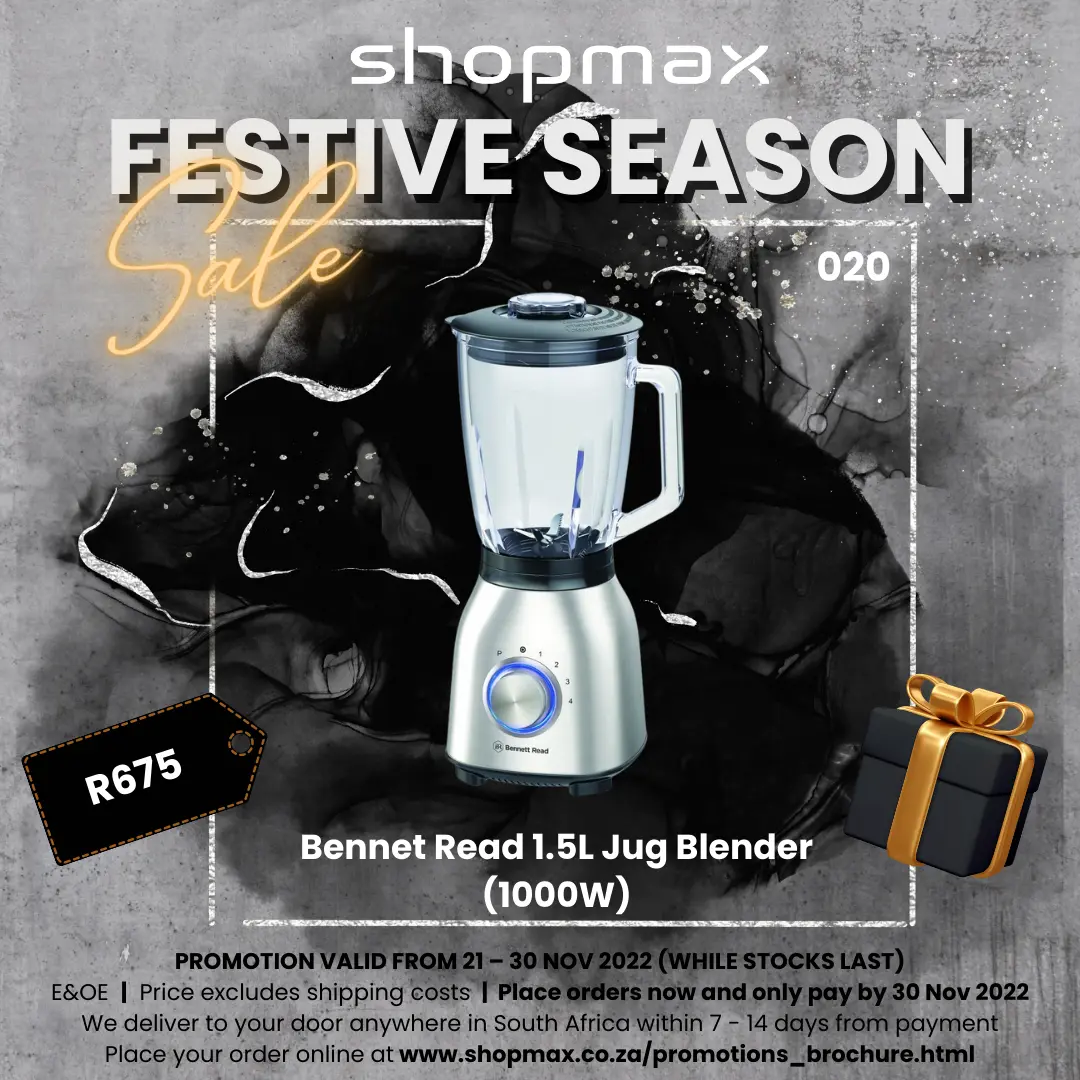 shopmax
FESTIVE SEASON
Sale
020
P 1
2
3
4
BR Bennett Read
R675
Bennet Read 1.5L Jug Blender
(1000W)
PROMOTION VALID FROM 21 – 30 NOV 2022 (WHILE STOCKS LAST)
E&OE | Price excludes shipping costs | Place orders now and only pay by 30 Nov 2022
We deliver to your door anywhere in South Africa within 7 - 14 days from payment
Place your order online at www.shopmax.co.za/promotions_brochure.html